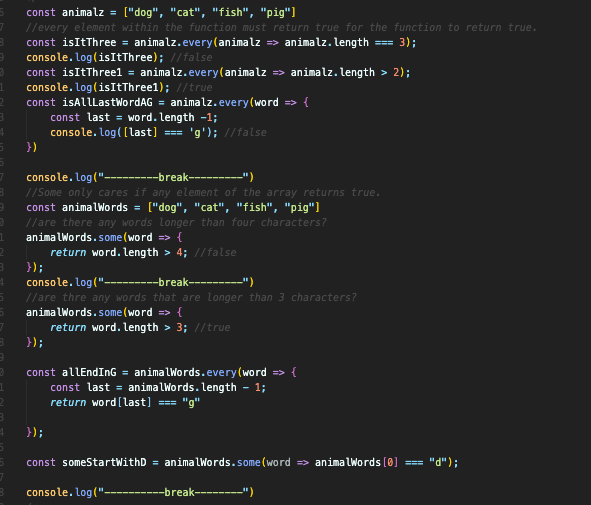 const animalz = ["dog", "cat", "fish", "pig"]
//every element within the function must return true for the function to return true.
const isItThree = animalz.every(animalz => animalz.length === 3);
console.log(isItThree); //false
const isItThree1 = animalz.every(animalz => animalz.length > 2);
console.log(isItThree1); //true
const isAllLastWordAG = animalz.every(word => {
    const last = word.length -1;
    console.log([last] === 'g'); //false
})
console.log("---------break---------")
//Some only cares if any element of the array returns true.
const animalWords = ["dog", "cat", "fish", "pig"]
//are there any words longer than four characters?
animalWords.some(word => {
    return word.length > 4; //false
});
console.log("---------break---------")
//are thre any words that are longer than 3 characters?
animalWords.some(word => {
    return word.length > 3; //true
});
const allEndInG = animalWords.every(word => {
    const last = animalWords.length - 1;
    return word[last] === "g"
});
const someStartWithD = animalWords.some(word => animalWords[0] === "d");
console.log("----------break--------")